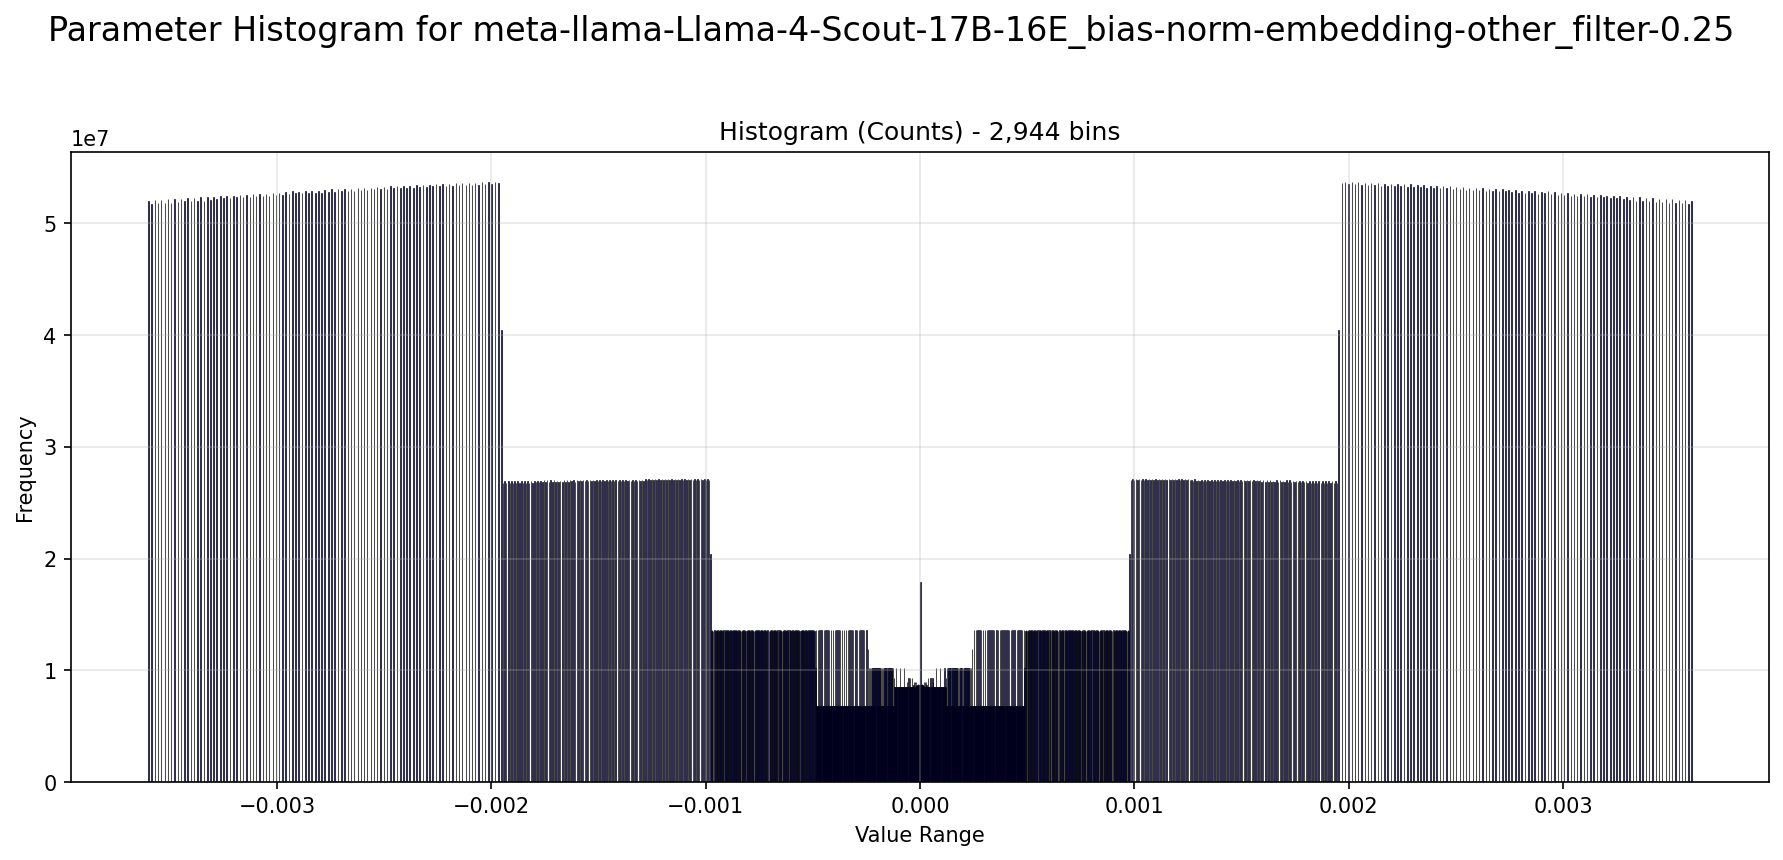 Parameter Histogram for meta-llama-Llama-4-Scout-17B-16E_bias-norm-embedding-other_filter-0.25
Histogram (Counts) - 2,944 bins
1e7
5
4
3
2
1
0
Frequency
−0.003
−0.002
−0.001
0.000
0.001
0.002
0.003
Value Range